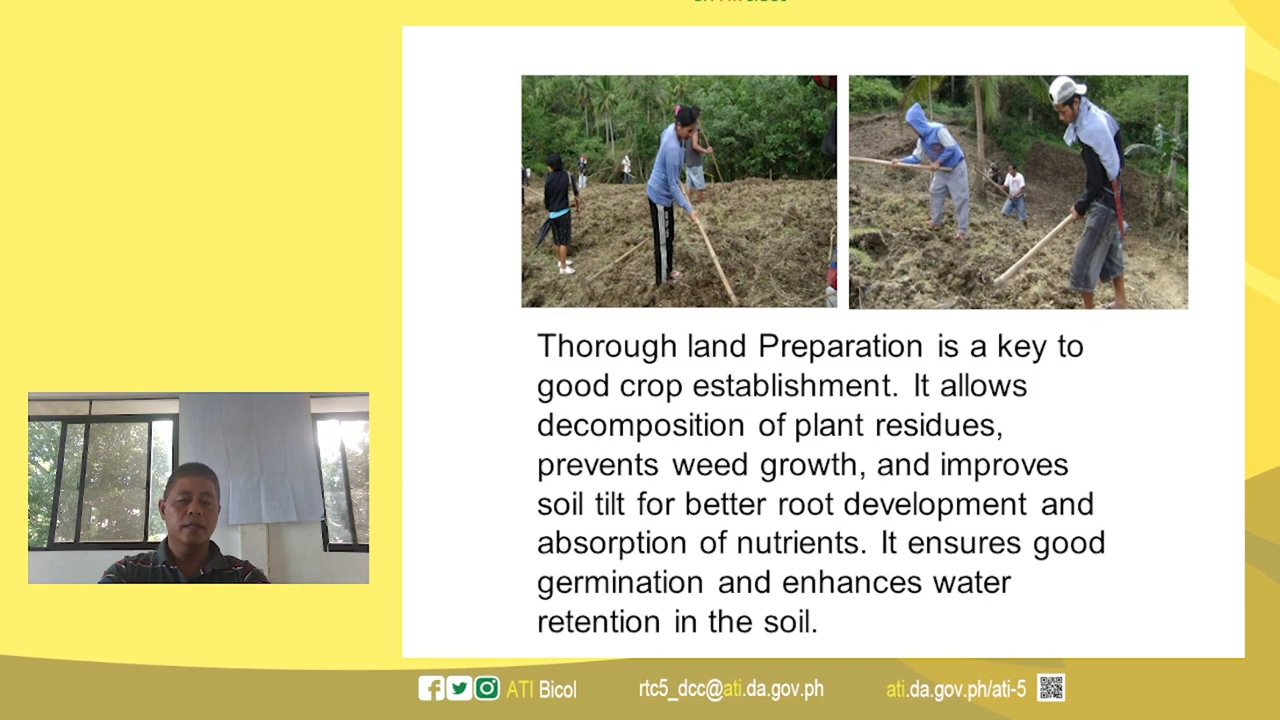 Thorough land Preparation is a key to
good crop establishment. It allows
decomposition of plant residues,
prevents weed growth, and improves
soil tilt for better root development and
absorption of nutrients. It ensures good
germination and enhances water
retention in the soil.
ATI Bicol
rtc5_dcc@ati.da.gov.ph
ati.da.gov.ph/ati-5